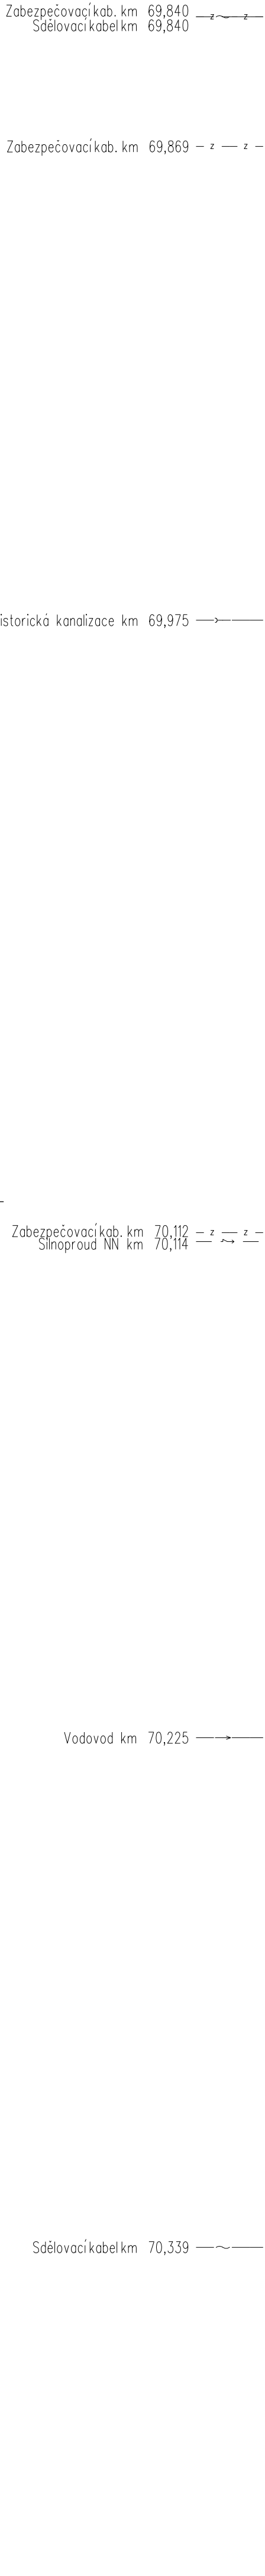 Zabezpečovací kab. km 69,840 z z
Sdělovací kabel km 69,840
Zabezpečovací kab. km 69,869 z z
istorická kanalizace km 69,975
Zabezpečovací kab. km 70,112 z z
Silnoproud NN km 70,114
Vodovod km 70,225
Sdělovací kabel km 70,339